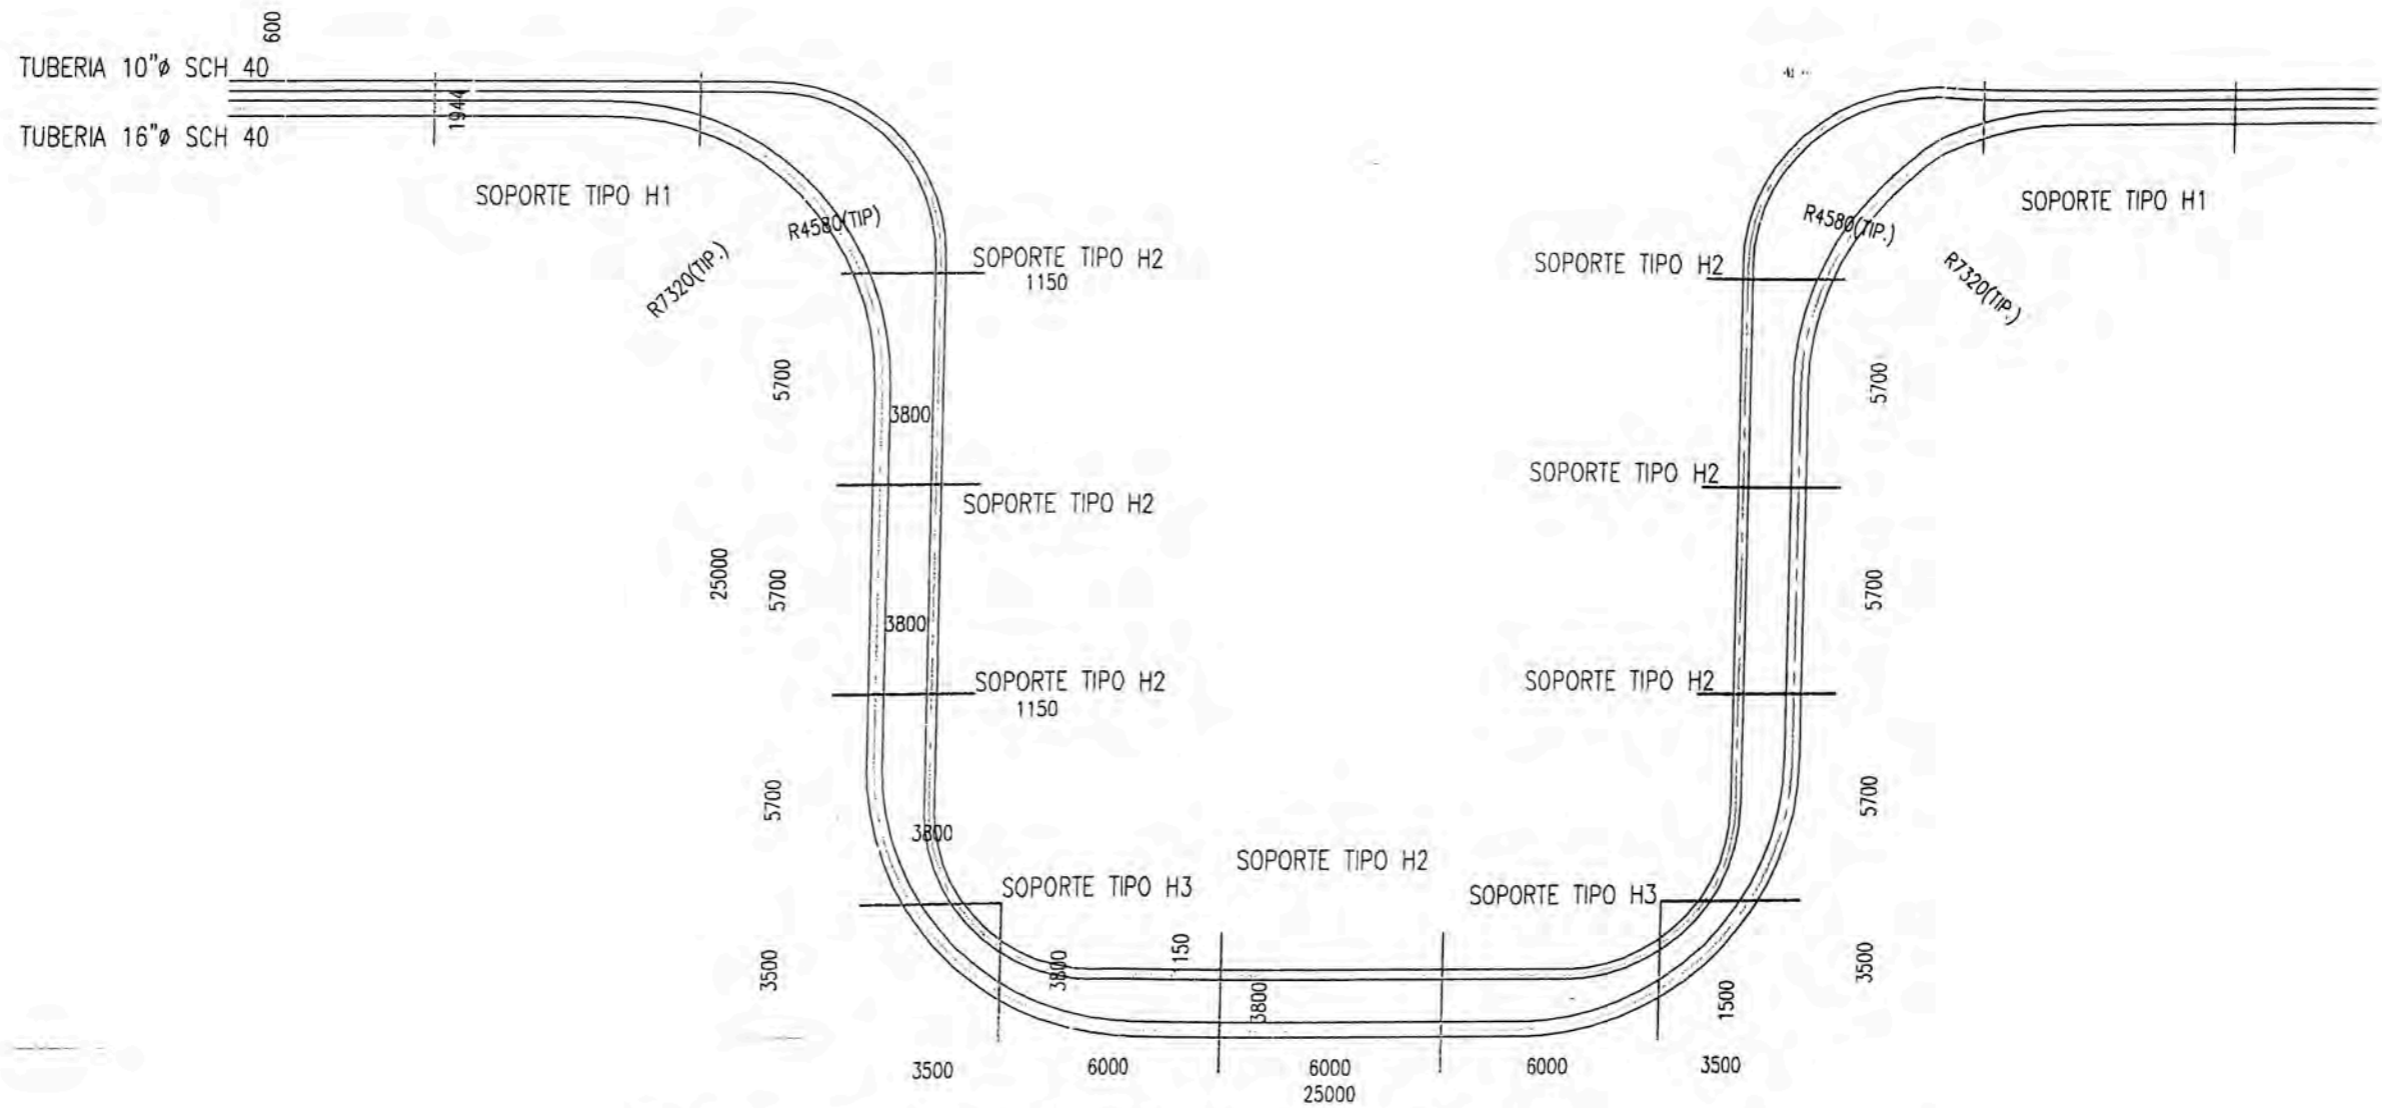 600
TUBERIA 10"ø SCH 40
1944
TUBERIA 16"ø SCH 40
SOPORTE TIPO H1
SOPORTE TIPO H1
R4580(TIP)
R7320(TIP.)
R4580(TIP.)
R7320(TIP.)
SOPORTE TIPO H2
1150
SOPORTE TIPO H2
5700
3800
5700
SOPORTE TIPO H2
SOPORTE TIPO H2
25000
5700
3800
5700
SOPORTE TIPO H2
1150
SOPORTE TIPO H2
5700
3800
5700
SOPORTE TIPO H2
SOPORTE TIPO H3
SOPORTE TIPO H3
3500
3800
150
3800
1500
3500
3500
6000
6000
6000
3500
25000